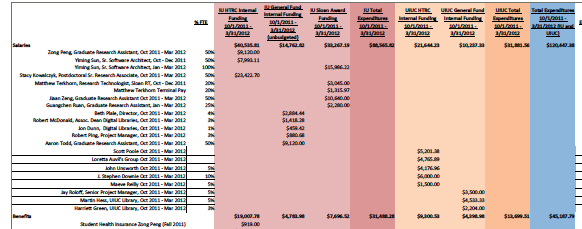 % FTE
IU HTRC Internal Funding 10/1/2011 - 3/31/2012
IU General Fund Internal Funding 10/1/2011 - 3/31/2012 (unbudgeted)
IU Sloan Award Funding 10/1/2011 - 3/31/2012
IU Total Expenditures 10/1/2011 - 3/31/2012
UIUC HTRC Internal Funding 10/1/2011 - 3/31/2012
UIUC General Fund Internal Funding 10/1/2011 - 3/31/2012
UIUC Total Expenditures 10/1/2011 - 3/31/2012
Total Expenditures 10/1/2011 - 3/31/2012 (IU and UIUC)
Salaries $40,535.81 $14,762.82 $33,267.19 $88,565.82 $21,644.23 $10,237.33 $31,881.56 $120,447.38
Zong Peng, Graduate Research Assistant, Oct 2011 - Mar 2012 50% $9,120.00
Yiming Sun, Sr. Software Architect, Oct - Dec 2011 50% $7,993.11
Yiming Sun, Sr. Software Architect, Jan - Mar 2012 100% $15,986.22
Stacy Kowalczyk, Postdoctoral Sr. Research Associate, Oct 2011 - Mar 2012 50% $23,422.70
Matthew Terkhorn, Research Technologist, Sloan RT, Oct - Dec 2011 20% $3,045.00
Matthew Terkhorn Terminal Pay 20% $1,315.97
Jiaan Zeng, Graduate Research Assistant Oct 2011 - Mar 2012 50% $10,640.00
Guangchen Ruan, Graduate Research Assistant, Jan - Mar 2012 25% $2,280.00
Beth Plale, Director, Oct 2011 - Mar 2012 4% $2,884.44
Robert McDonald, Assoc. Dean Digital Libraries, Oct 2011 - Mar 2012 3% $1,418.28
Jon Dunn, Digital Libraries, Oct 2011 - Mar 2012 1% $459.42
Robert Ping, Project Manager, Oct 2011 - Mar 2012 3% $880.68
Aaron Todd, Graduate Research Assistant, Oct 2011 - Mar 2012 50% $9,120.00
Scott Poole Oct 2011 - Mar 2012 $5,201.38
Loretta Auvil's Group Oct 2011 - Mar 2012 $4,765.89
John Unsworth Oct 2011 - Mar 2012 5% $4,176.96
J. Stephen Downie Oct 2011 - Mar 2012 10% $6,000.00
Maeve Reilly Oct 2011 - Mar 2012 5% $1,500.00
Jay Roloff, Senior Project Manager, Oct 2011 - Mar 2012 5% $3,500.00
Martin Hess, UIUC Library, Oct 2011 - Mar 2012 5% $4,533.33
Harriett Green, UIUC Library, Oct 2011 - Mar 2012 3% $2,204.00
Benefits $19,007.78 $4,783.98 $7,696.52 $31,488.28 $9,300.53 $4,398.98 $13,699.51 $45,187.79
Student Health Insurance Zong Peng (Fall 2011) $919.00